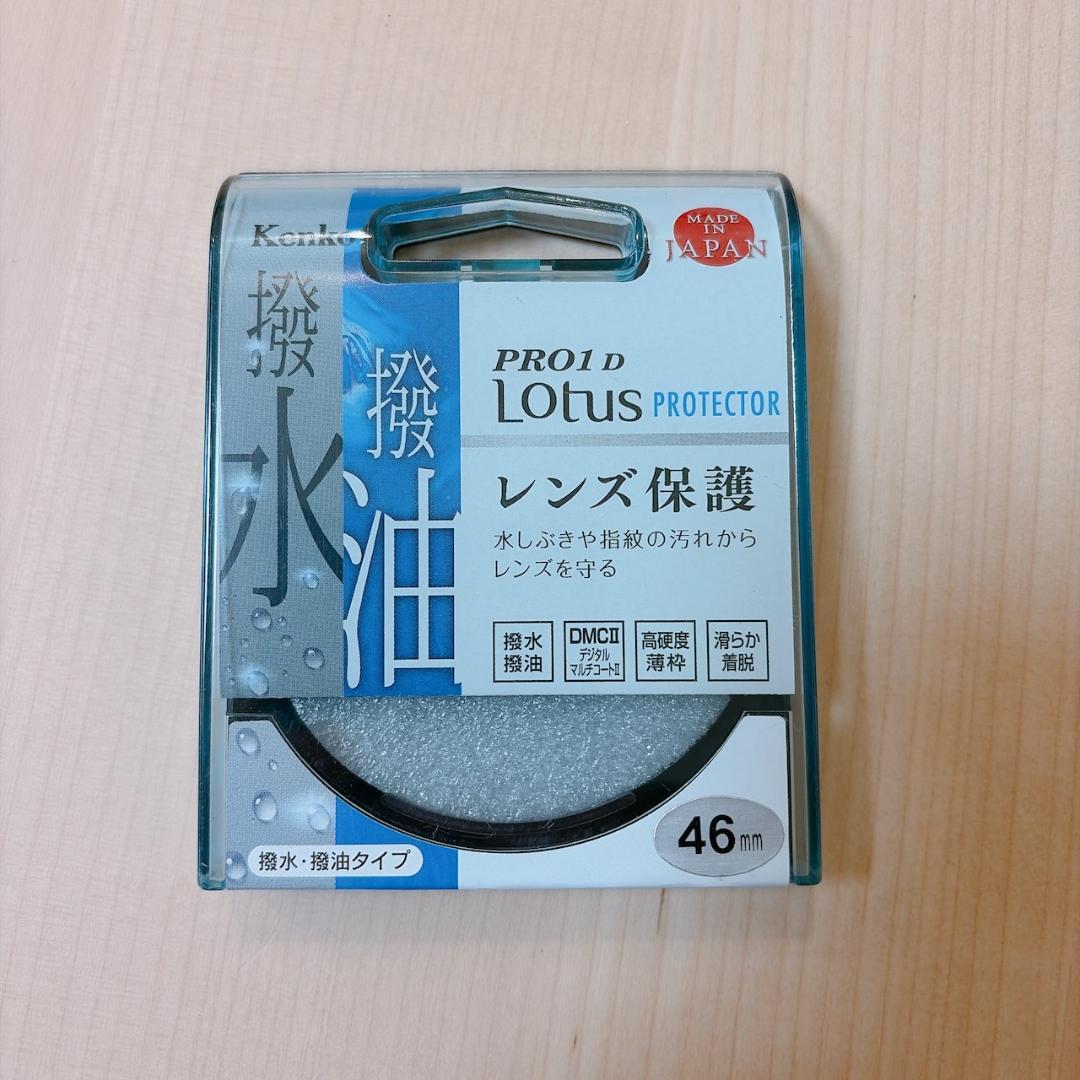 Kenko
MADE
IN
JAPAN
撥水
撥油
PRO1 D
Lotus PROTECTOR
レンズ保護
水しぶきや指紋の汚れから
レンズを守る
撥水
撥油
DMCII
デジタル
マルチコートII
高硬度
薄枠
滑らか
着脱
撥水・撥油タイプ
46mm